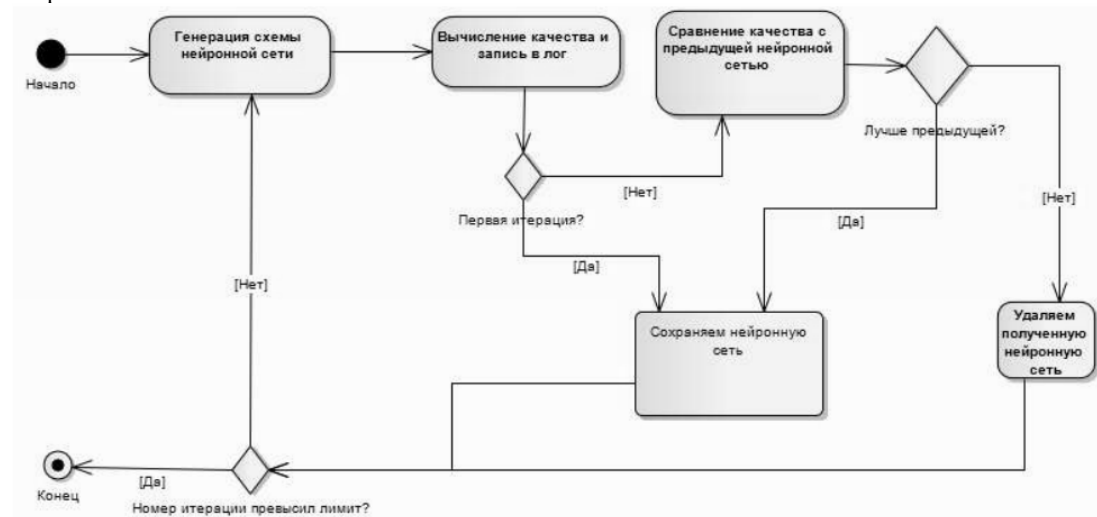 Генерация схемы
нейронной сети
Вычисление качества и
запись в лог
Сравнение качества с
предыдущей нейронной
сетью
Начало
Лучше предыдущей?
[Нет]
Первая итерация?
[Да]
[Нет]
[Да]
[Нет]
Сохраняем нейронную
сеть
Удаляем
полученную
нейронную
сеть
[Да]
Конец
Номер итерации превысил лимит?